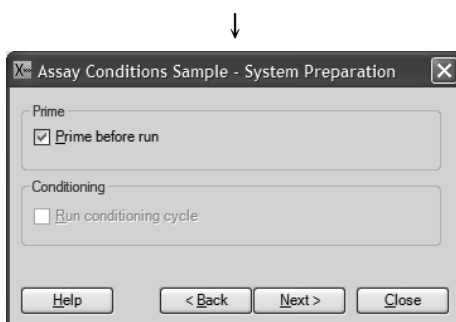 Assay Conditions Sample - System Preparation
Prime
Prime before run
Conditioning
Run conditioning cycle
Help < Back Next > Close